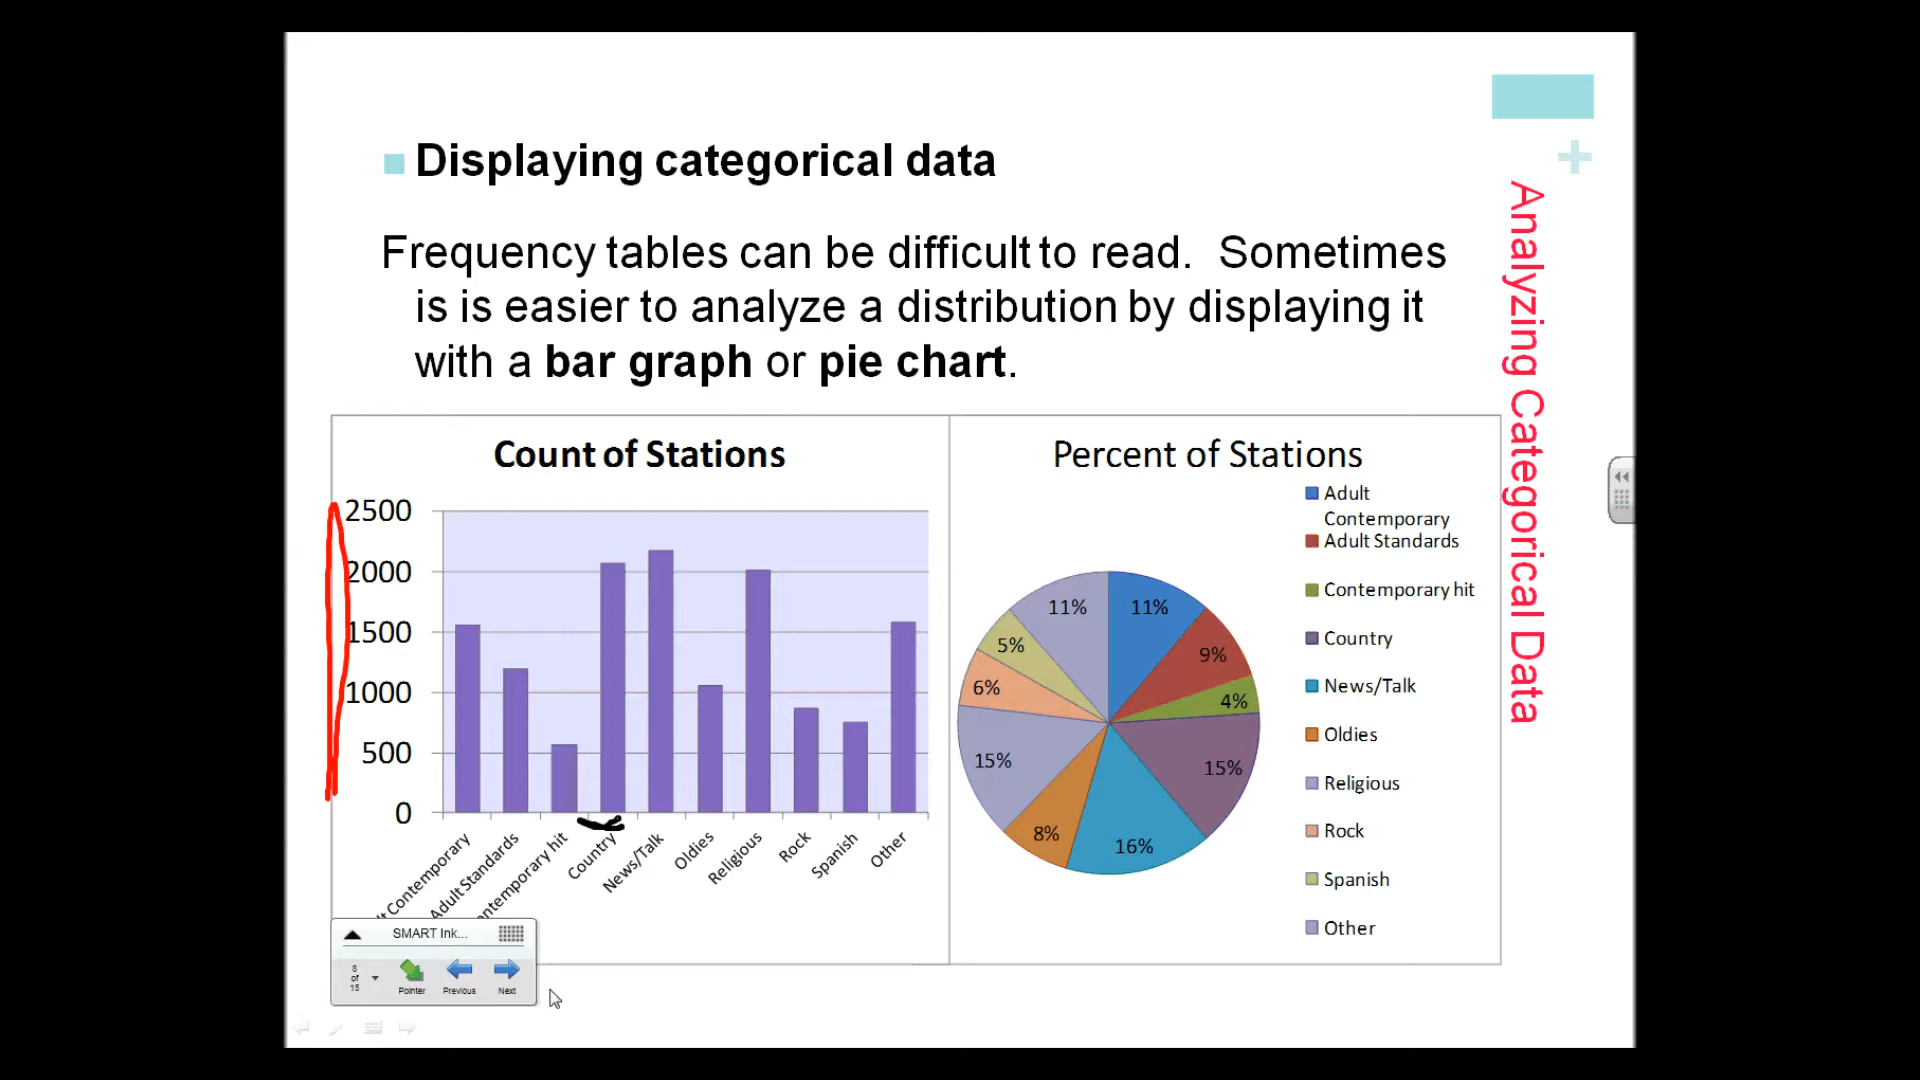 Displaying categorical data
Frequency tables can be difficult to read. Sometimes
is is easier to analyze a distribution by displaying it
with a bar graph or pie chart.
Analyzing Categorical Data
+
Count of Stations
2500
2000
1500
1000
500
0
t Contemporary
Adult Standards
ontemporary hit
Country
News/Talk
Oldies
Religious
Rock
Spanish
Other
Percent of Stations
11%
9%
4%
15%
16%
8%
15%
6%
5%
11%
Adult
Contemporary
Adult Standards
Contemporary hit
Country
News/Talk
Oldies
Religious
Rock
Spanish
Other
SMART Ink...
8
of
15
Pointer
Previous
Next